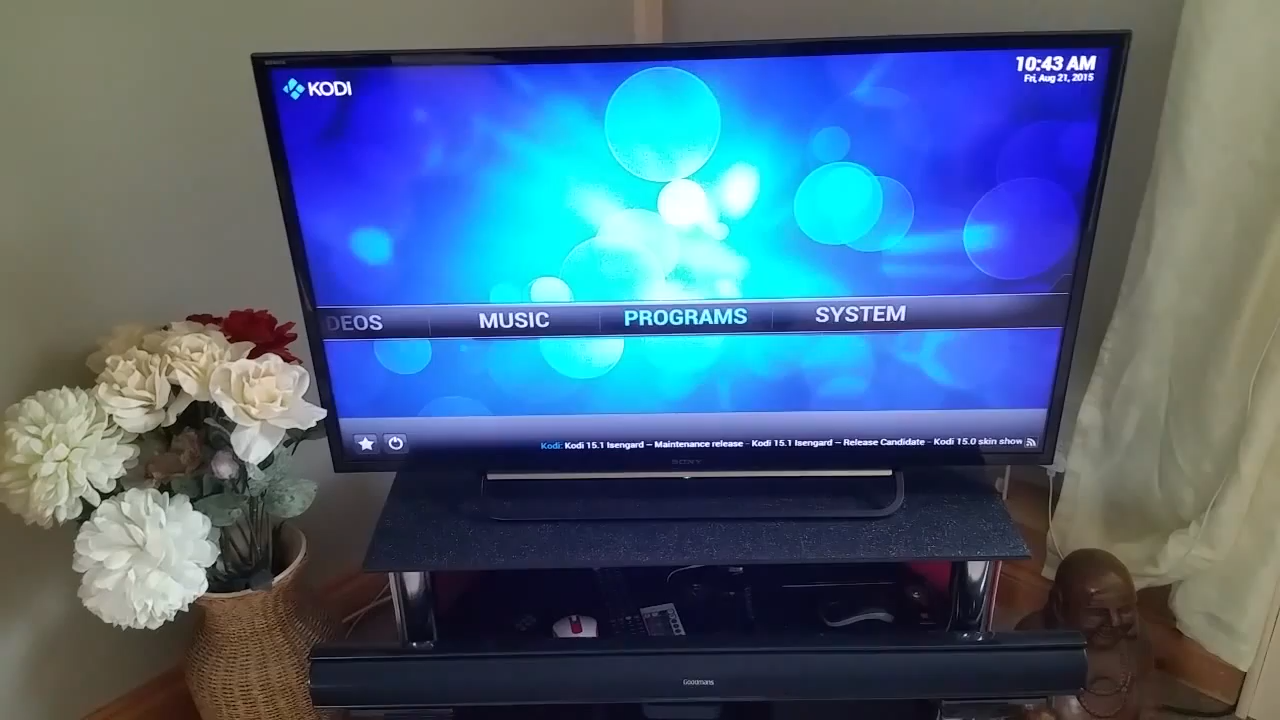 KODI
10:43 AM
Fri, Aug 21, 2015
DEOS
MUSIC
PROGRAMS
SYSTEM
Kodi: Kodi 15.1 Isengard – Maintenance release - Kodi 15.1 Isengard – Release Candidate - Kodi 15.0 skin show
SONY
Goodmans